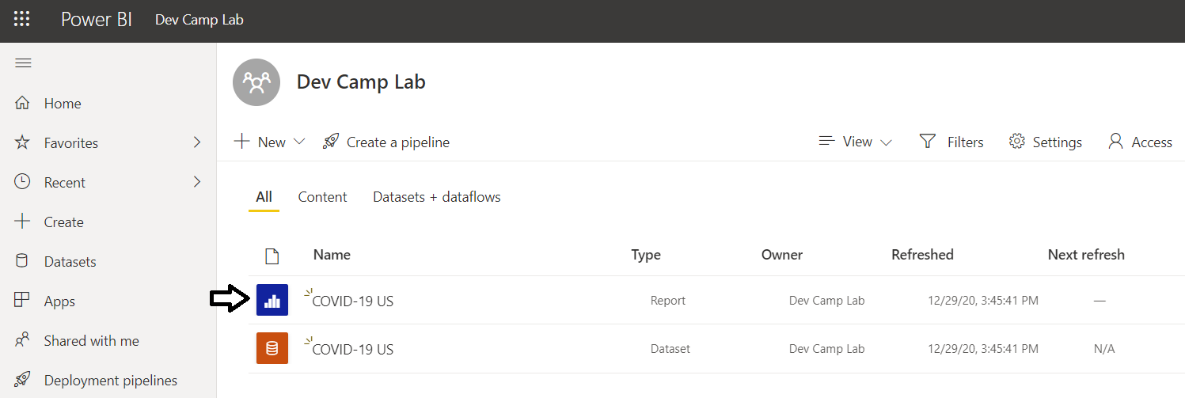 Power BI Dev Camp Lab
Dev Camp Lab
Home
Favorites
Recent
Create
Datasets
Apps
Shared with me
Deployment pipelines
New Create a pipeline View Filters Settings Access
All Content Datasets + dataflows
Name Type Owner Refreshed Next refresh
COVID-19 US Report Dev Camp Lab 12/29/20, 3:45:41 PM —
COVID-19 US Dataset Dev Camp Lab 12/29/20, 3:45:41 PM N/A